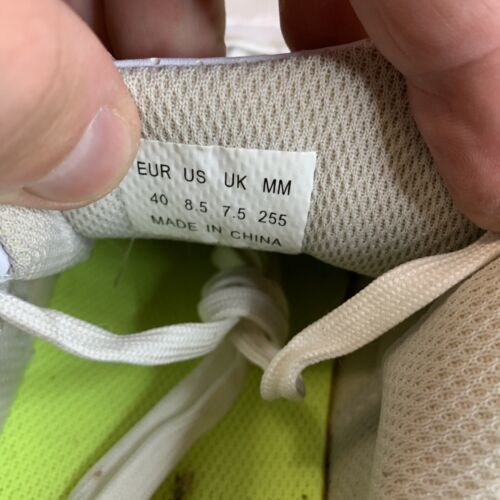 EUR US UK MM
40 8.5 7.5 255
MADE IN CHINA